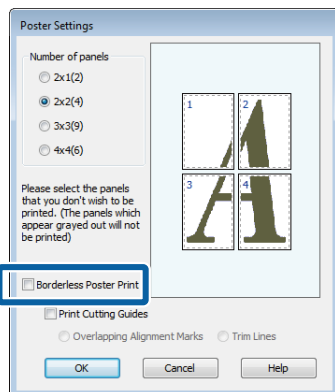 Poster Settings
Number of panels
2x1(2)
2x2(4)
3x3(9)
4x4(6)
1 2
3 4
Please select the panels
that you don't wish to be
printed. (The panels which
appear grayed out will not
be printed)
Borderless Poster Print
Print Cutting Guides
Overlapping Alignment Marks Trim Lines
OK Cancel Help